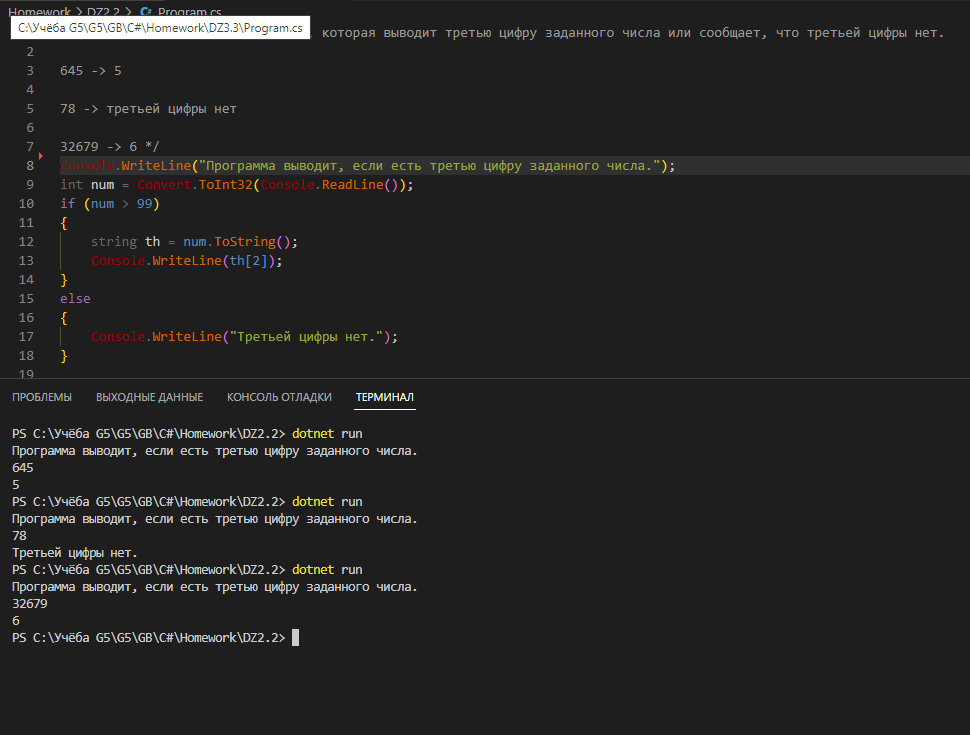 Homework > DZ2.2 > C# Program.cs
C:\Учёба G5\G5\GB\C#\Homework\DZ3.3\Program.cs
которая выводит третью цифру заданного числа или сообщает, что третьей цифры нет.
2
3 645 -> 5
4
5 78 -> третьей цифры нет
6
7 32679 -> 6 */
8 Console.WriteLine("Программа выводит, если есть третью цифру заданного числа.");
9 int num = Convert.ToInt32(Console.ReadLine());
10 if (num > 99)
11 {
12 string th = num.ToString();
13 Console.WriteLine(th[2]);
14 }
15 else
16 {
17 Console.WriteLine("Третьей цифры нет.");
18 }
19
ПРОБЛЕМЫ ВЫХОДНЫЕ ДАННЫЕ КОНСОЛЬ ОТЛАДКИ ТЕРМИНАЛ
PS C:\Учёба G5\G5\GB\C#\Homework\DZ2.2> dotnet run
Программа выводит, если есть третью цифру заданного числа.
645
5
PS C:\Учёба G5\G5\GB\C#\Homework\DZ2.2> dotnet run
Программа выводит, если есть третью цифру заданного числа.
78
Третьей цифры нет.
PS C:\Учёба G5\G5\GB\C#\Homework\DZ2.2> dotnet run
Программа выводит, если есть третью цифру заданного числа.
32679
6
PS C:\Учёба G5\G5\GB\C#\Homework\DZ2.2>